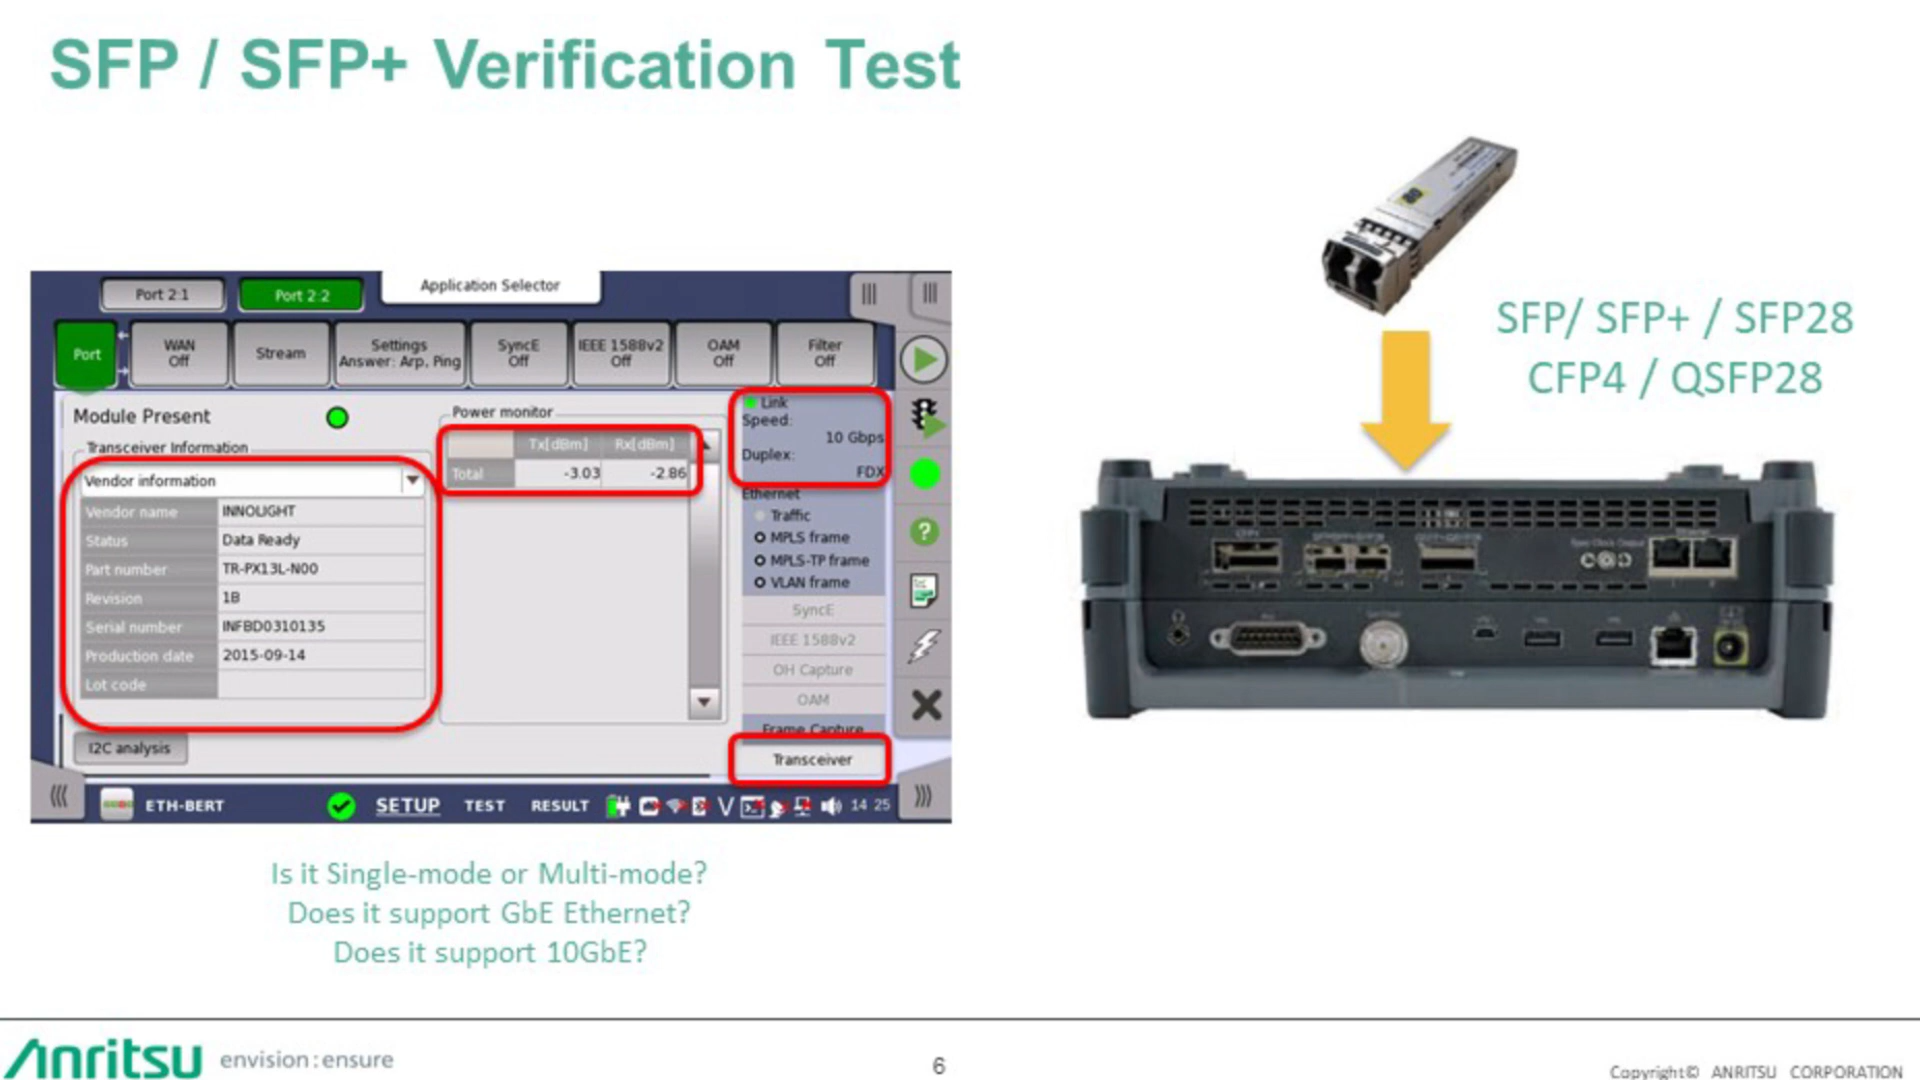 SFP / SFP+ Verification Test
Port 2:1
Port 2:2
Application Selector
Port
WAN
Off
Stream
Settings
Answer: Arp, Ping
SyncE
Off
IEEE 1588v2
Off
OAM
Off
Filter
Off
Module Present
Transceiver Information
Vendor information
Vendor name INNOLIGHT
Status Data Ready
Part number TR-PX13L-N00
Revision 1B
Serial number INFBD0310135
Production date 2015-09-14
Lot code
I2C analysis
Power monitor
Tx[dBm] Rx[dBm]
Total -3.03 -2.86
Link
Speed:
10 Gbps
Duplex:
FDX
Ethernet
Traffic
MPLS frame
MPLS-TP frame
VLAN frame
SyncE
IEEE 1588v2
OH Capture
OAM
Frame Capture
Transceiver
ETH-BERT
SETUP
TEST
RESULT
14 25
SFP/ SFP+ / SFP28
CFP4 / QSFP28
Is it Single-mode or Multi-mode?
Does it support GbE Ethernet?
Does it support 10GbE?
Anritsu envision : ensure
6
Copyright© ANRITSU CORPORATION